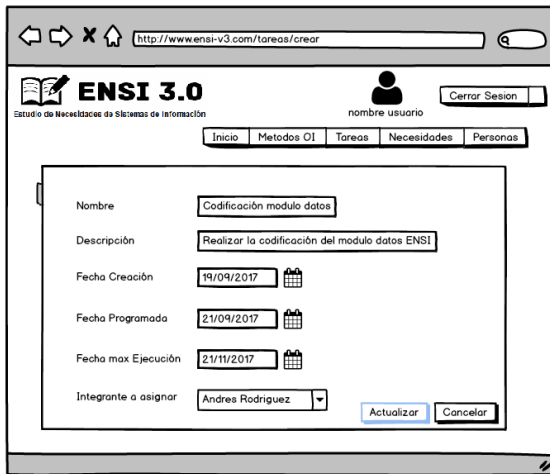 http://www.ensi-v3.com/tareas/crear
ENSI 3.0
Estudio de Necesidades de Sistemas de Información
nombre usuario
Cerrar Sesion
Inicio Metodos OI Tareas Necesidades Personas
Nombre Codificación modulo datos
Descripción Realizar la codificación del modulo datos ENSI
Fecha Creación 19/09/2017
Fecha Programada 21/09/2017
Fecha max Ejecución 21/11/2017
Integrante a asignar Andres Rodriguez
Actualizar Cancelar